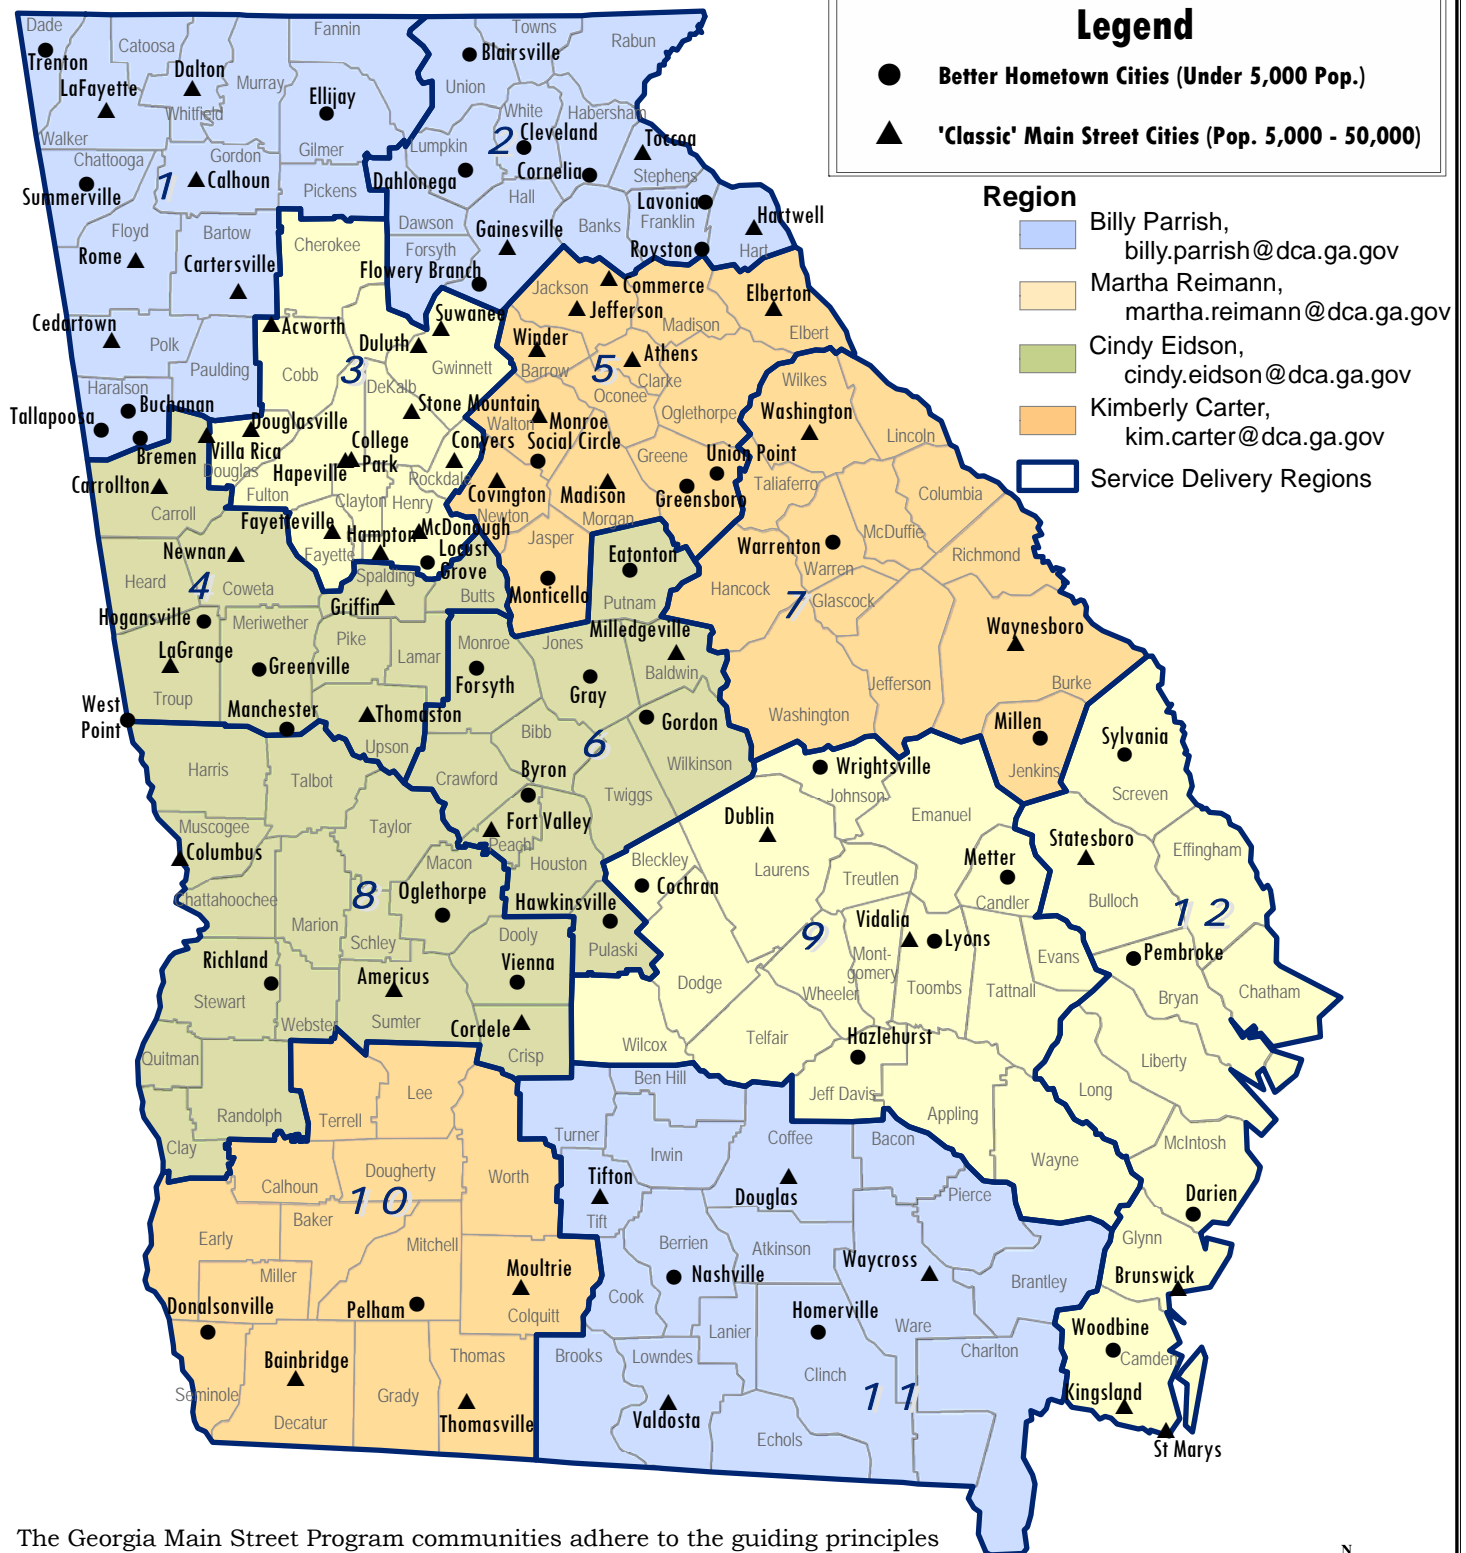 Legend
Better Hometown Cities (Under 5,000 Pop.)
'Classic' Main Street Cities (Pop. 5,000 - 50,000)
Region
Billy Parrish,
billy.parrish@dca.ga.gov
Martha Reimann,
martha.reimann@dca.ga.gov
Cindy Eidson,
cindy.eidson@dca.ga.gov
Kimberly Carter,
kim.carter@dca.ga.gov
Service Delivery Regions
Dade
Catoosa
Fannin
Towns
Rabun
Trenton
Dalton
Blairsville
LaFayette
Murray
Union
Ellijay
Whitfield
White
Habersham
Walker
2
Cleveland
Toccoa
Chattooga
Gordon
Gilmer
Lumpkin
Cornelia
Stephens
1
Calhoun
Pickens
Dahlonega
Summerville
Hall
Lavonia
Floyd
Bartow
Dawson
Banks
Franklin
Hartwell
Gainesville
Cherokee
Rome
Forsyth
Royston
Hart
Cartersville
Flowery Branch
Jackson
Commerce
Elberton
Cedartown
Acworth
Suwanee
Jefferson
Madison
Elbert
Polk
Duluth
Winder
Athens
Paulding
3
Gwinnett
Barrow
5
Clarke
Wilkes
Cobb
DeKalb
Oconee
Haralson
Buchanan
Stone Mountain
Oglethorpe
Washington
Tallapoosa
Douglasville
Walton
Monroe
Lincoln
Bremen
Villa Rica
College
Park
Conyers
Social Circle
Greene
Union Point
Douglas
Hapeville
Rockdale
Taliaferro
Carrollton
Fulton
Clayton
Henry
Covington
Madison
Greensboro
Columbia
Carroll
Fayetteville
Hampton
McDonough
Newton
Morgan
McDuffie
Newnan
Fayette
Locust
Grove
Jasper
Eatonton
Warrenton
Richmond
Heard
4
Coweta
Spalding
Butts
Monticello
Putnam
Hancock
Warren
Griffin
7
Glascock
Hogansville
Meriwether
Milledgeville
Waynesboro
LaGrange
Pike
Lamar
Monroe
Jones
Greenville
Forsyth
Baldwin
Jefferson
Burke
Troup
Gray
West
Point
Manchester
Thomaston
Gordon
Washington
Millen
Upson
Bibb
6
Sylvania
Harris
Talbot
Crawford
Byron
Wilkinson
Wrightsville
Jenkins
Twiggs
Johnson
Screven
Muscogee
Taylor
Fort Valley
Dublin
Emanuel
Columbus
Peach
Statesboro
Effingham
Macon
Houston
Bleckley
Laurens
Metter
Chattahoochee
8
Oglethorpe
Cochran
Treutlen
Candler
Bulloch
12
Marion
Hawkinsville
Vidalia
Schley
Dooly
Pulaski
9
Lyons
Richland
Vienna
Mont-
gomery
Evans
Pembroke
Stewart
Americus
Dodge
Wheeler
Toombs
Tattnall
Bryan
Chatham
Webster
Sumter
Cordele
Wilcox
Telfair
Hazlehurst
Quitman
Crisp
Liberty
Ben Hill
Jeff Davis
Long
Randolph
Terrell
Lee
Appling
Clay
Turner
Coffee
Bacon
McIntosh
Irwin
Wayne
Dougherty
Worth
Calhoun
10
Tifton
Douglas
Pierce
Darien
Baker
Tift
Early
Mitchell
Berrien
Atkinson
Glynn
Waycross
Miller
Moultrie
Nashville
Brantley
Brunswick
Donalsonville
Pelham
Colquitt
Cook
Homerville
Lanier
Ware
Woodbine
Bainbridge
Thomas
Brooks
Lowndes
Charlton
Camden
Seminole
Grady
Clinch
11
Kingsland
Decatur
Thomasville
Valdosta
Echols
St Marys
The Georgia Main Street Program communities adhere to the guiding principles
N